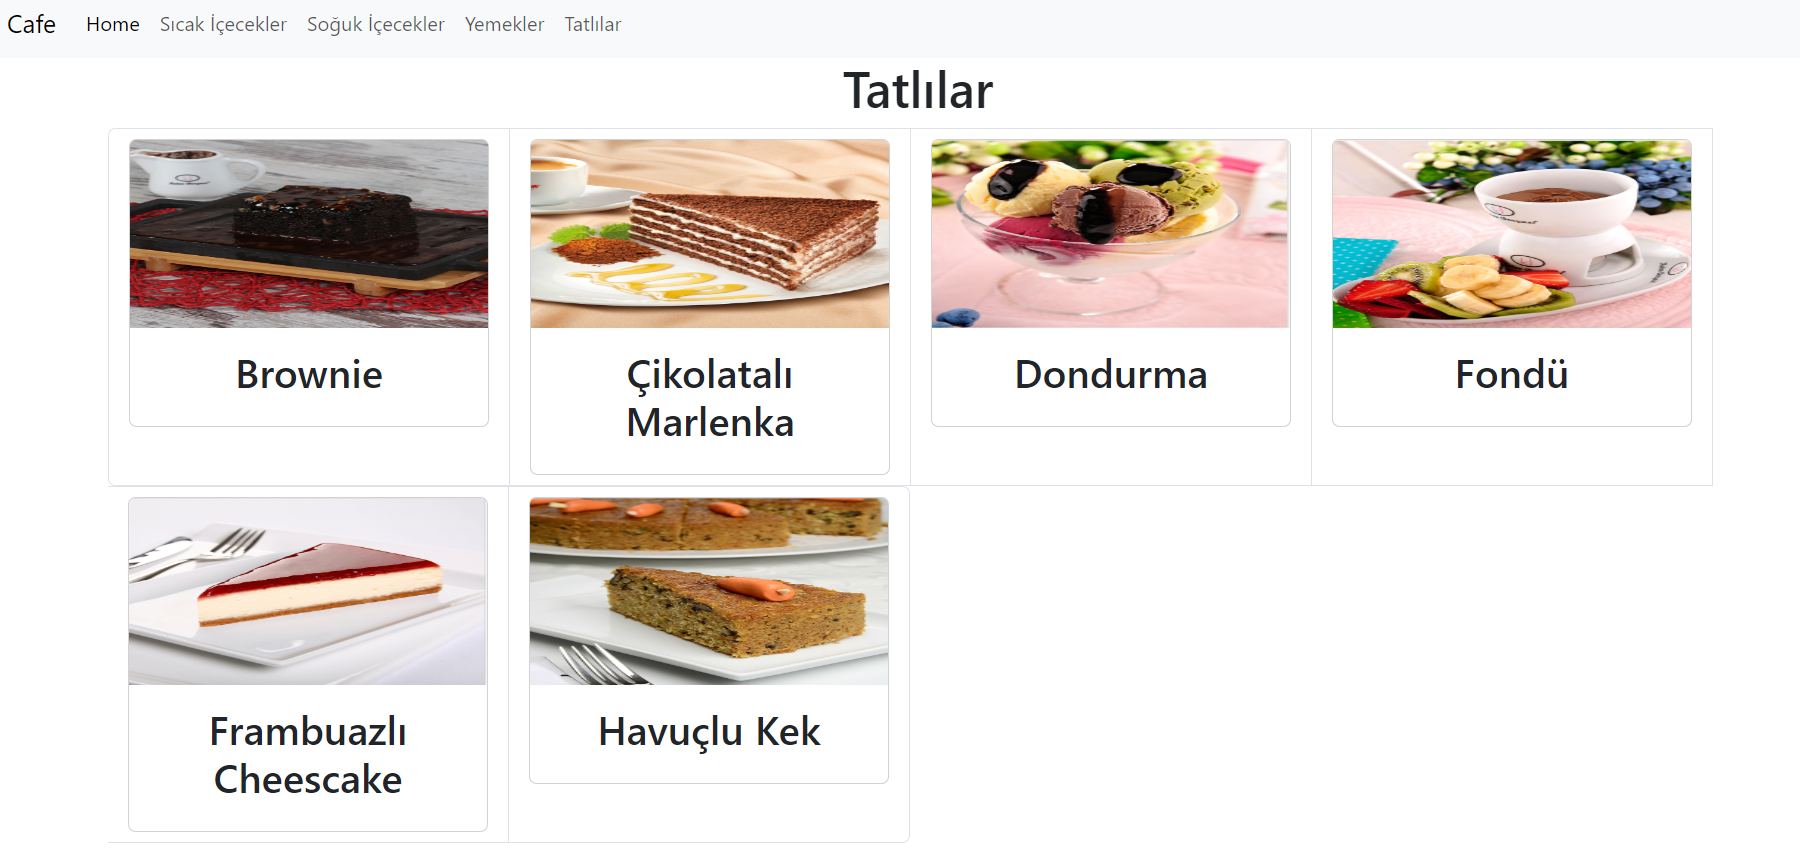 Cafe Home Sıcak İçecekler Soğuk İçecekler Yemekler Tatlılar
Tatlılar
Brownie
Çikolatalı
Marlenka
Dondurma
Fondü
Frambuazlı
Cheescake
Havuçlu Kek